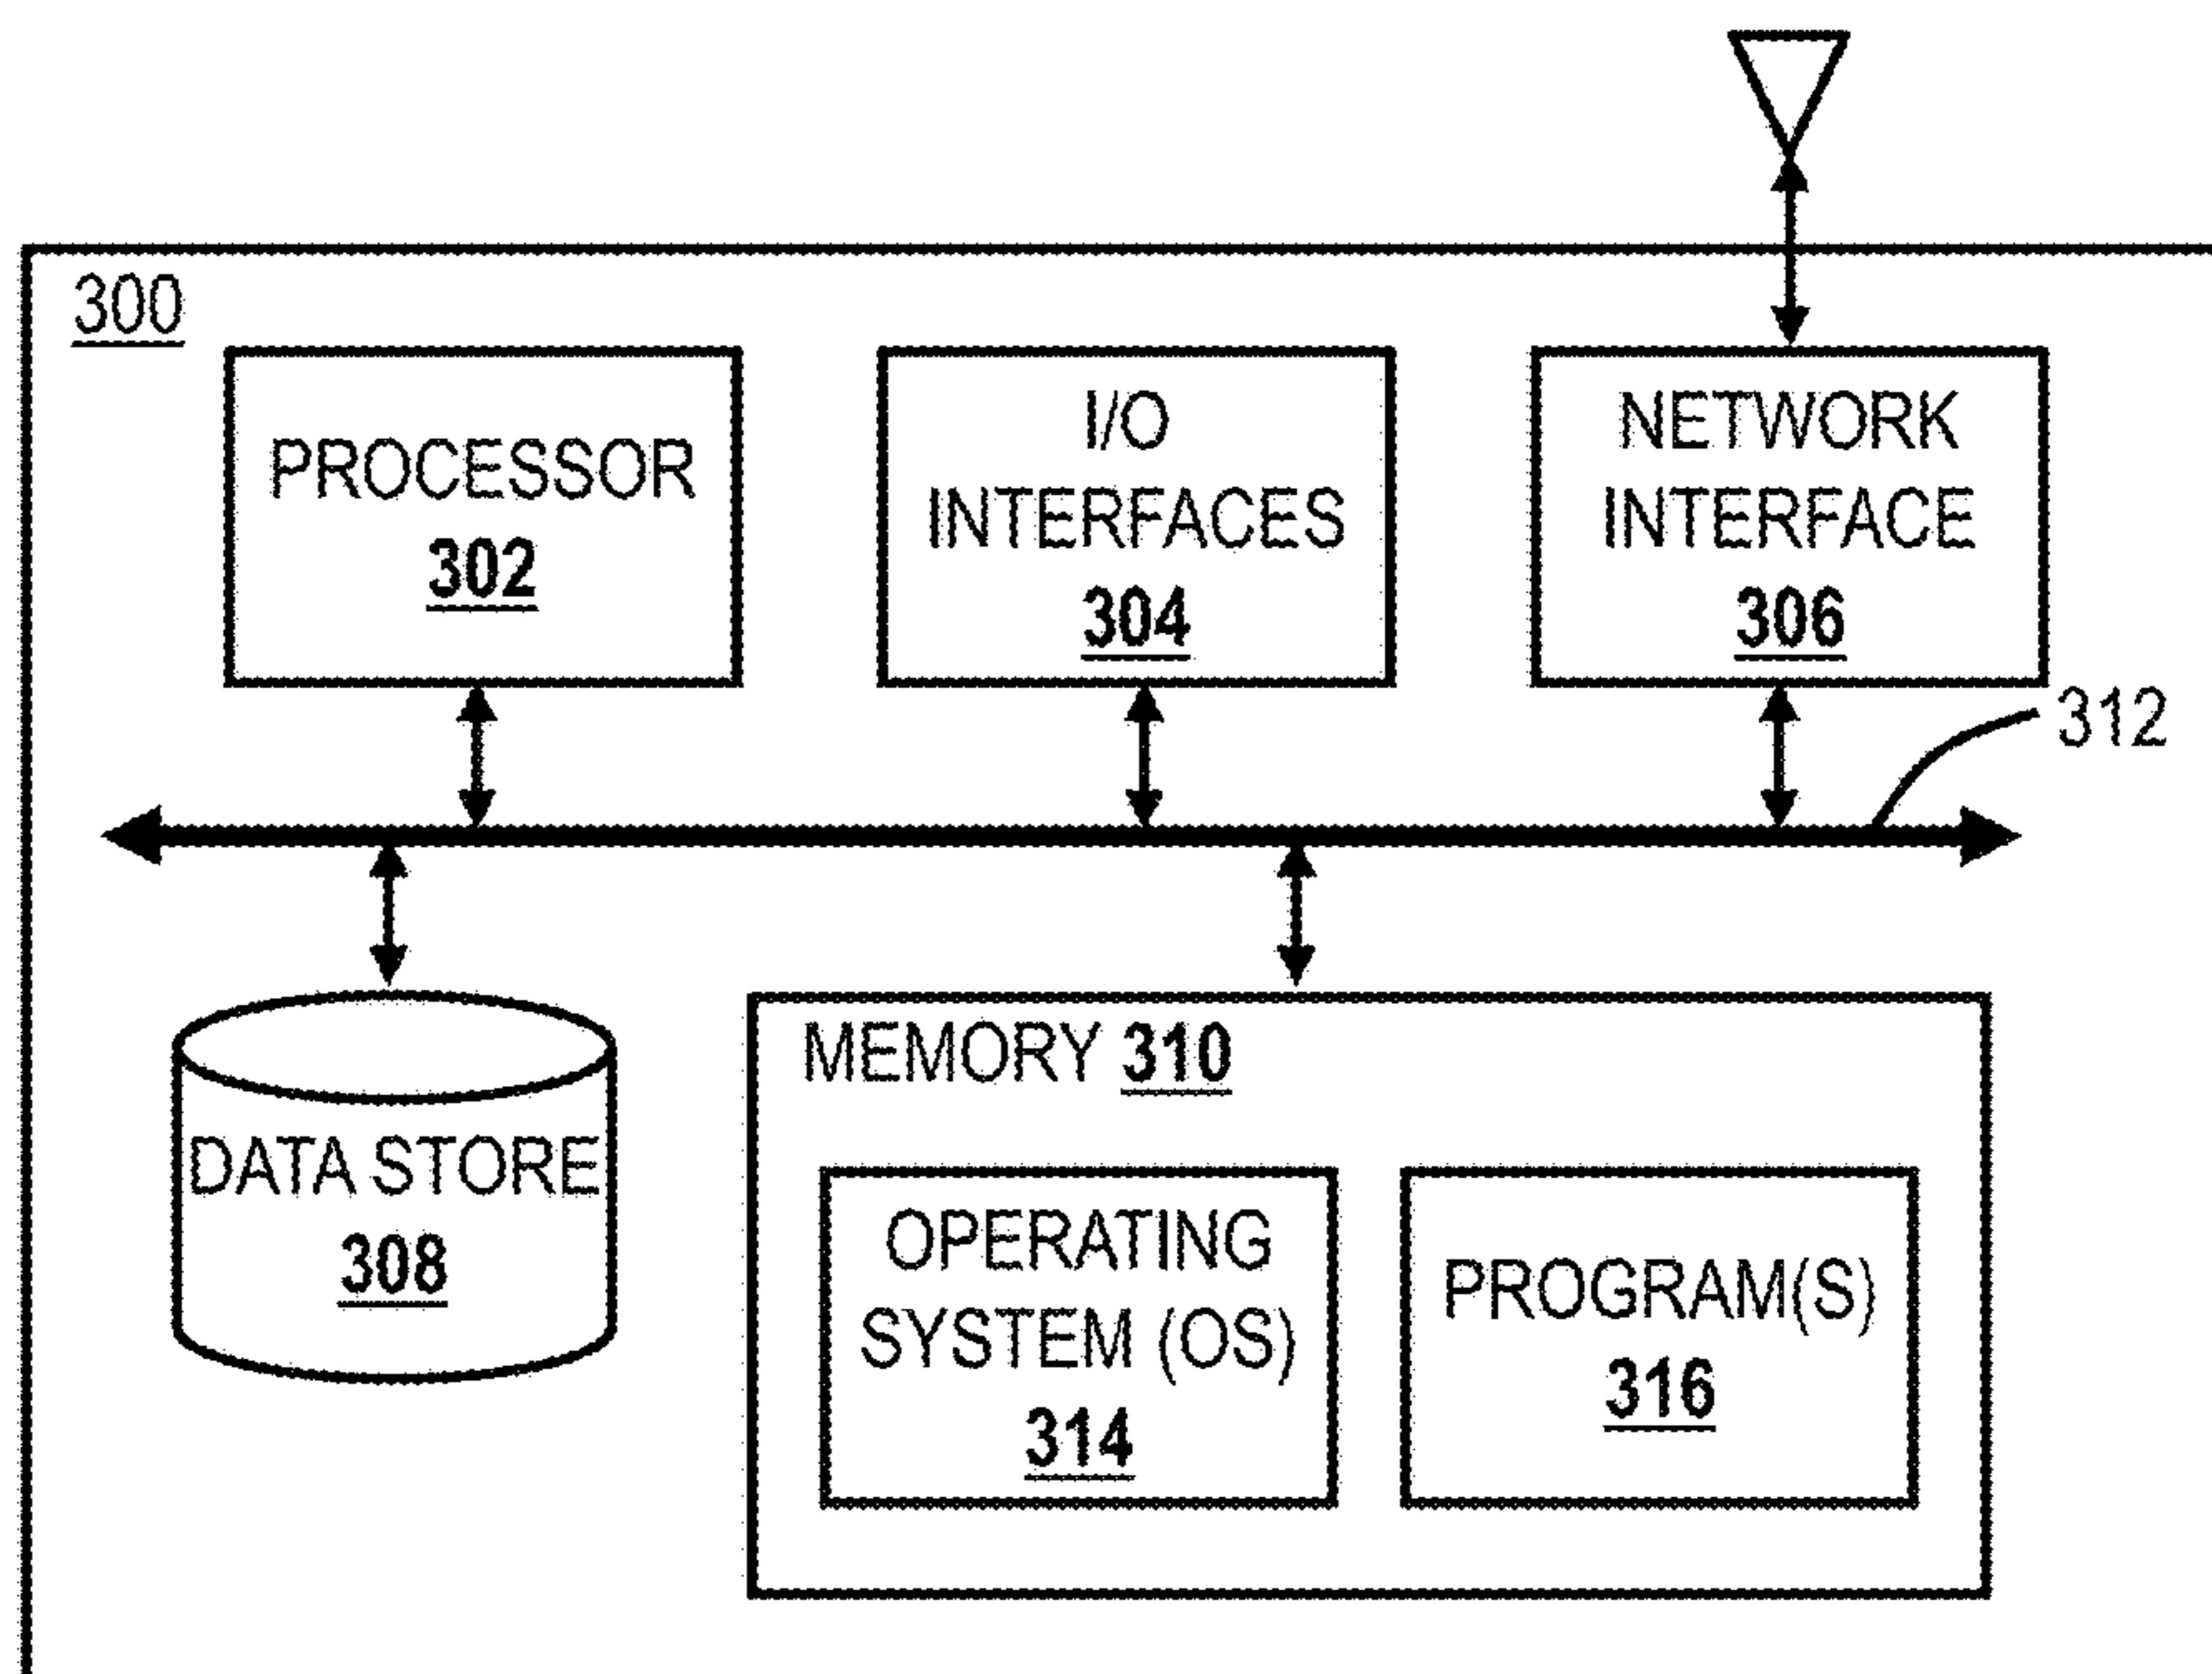 300
PROCESSOR
302
I/O
INTERFACES
304
NETWORK
INTERFACE
306
312
DATA STORE
308
MEMORY 310
OPERATING
SYSTEM (OS)
314
PROGRAM(S)
316